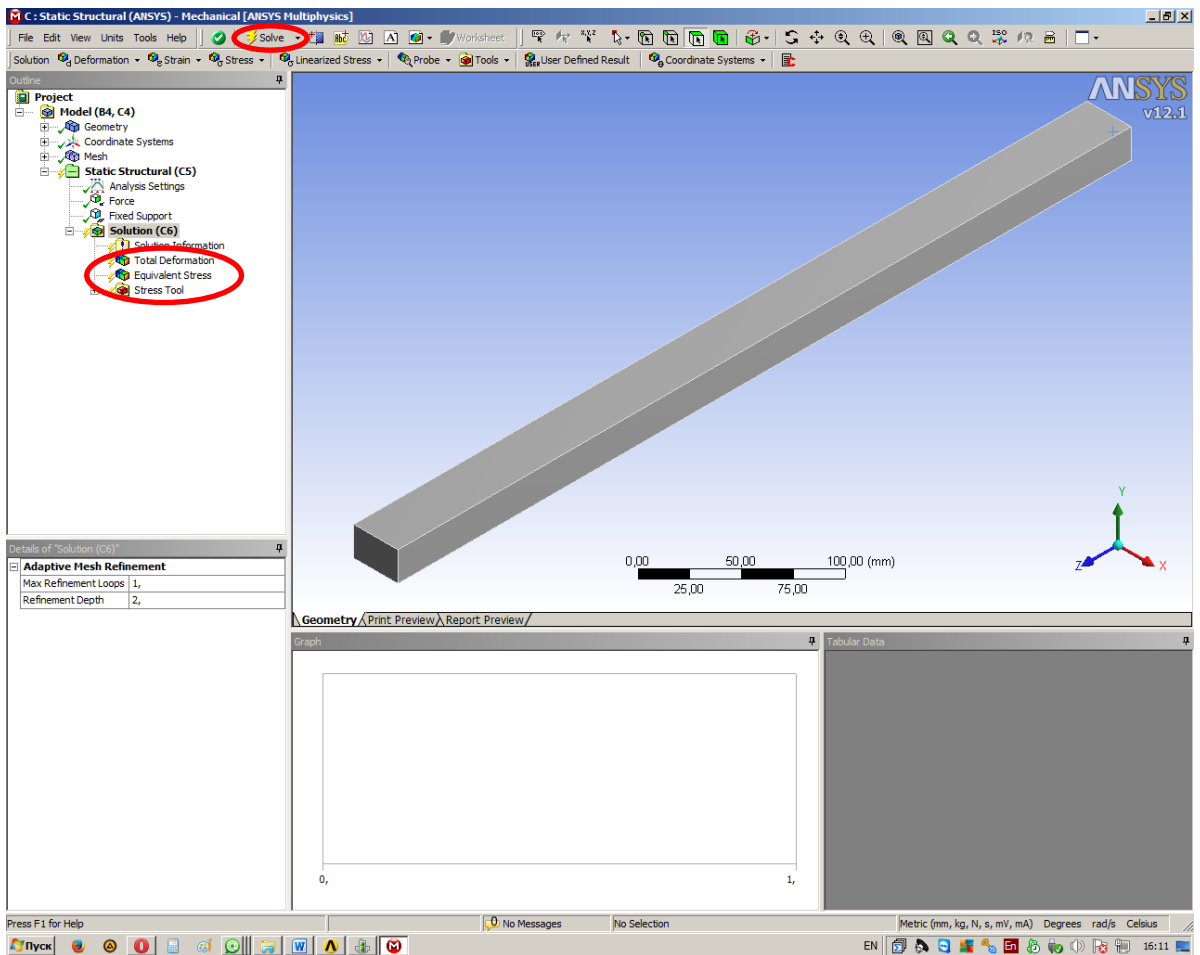 C : Static Structural (ANSYS) - Mechanical [ANSYS Multiphysics]
File Edit View Units Tools Help Solve Worksheet
Solution Deformation Strain Stress Linearized Stress Probe Tools User Defined Result Coordinate Systems
Outline
Project
Model (B4, C4)
Geometry
Coordinate Systems
Mesh
Static Structural (C5)
Analysis Settings
Force
Fixed Support
Solution (C6)
Solution Information
Total Deformation
Equivalent Stress
Stress Tool
ANSYS
v12.1
0,00 50,00 100,00 (mm)
25,00 75,00
Y
Z X
Details of "Solution (C6)"
Adaptive Mesh Refinement
Max Refinement Loops 1,
Refinement Depth 2,
Geometry Print Preview Report Preview
Graph
0, 1,
Tabular Data
Press F1 for Help
No Messages
No Selection
Metric (mm, kg, N, s, mV, mA) Degrees rad/s Celsius
Пуск
EN
16:11